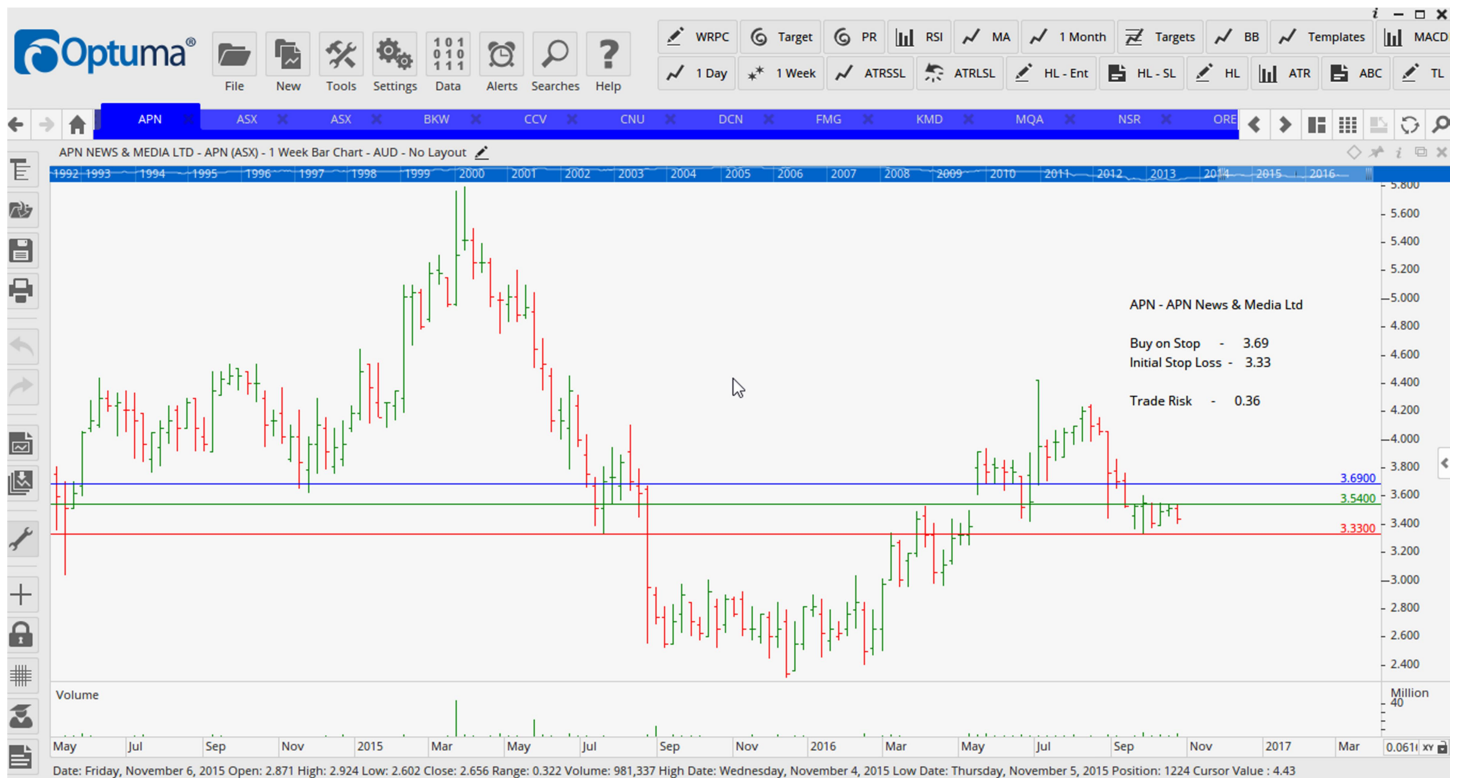 Optuma®
File New Tools Settings Data Alerts Searches Help
WRPC Target PR RSI MA 1 Month Targets BB Templates MACD
1 Day 1 Week ATRSSL ATRLSL HL - Ent HL - SL HL ATR ABC TL
APN ASX ASX BKW CCV CNU DCN FMG KMD MQA NSR ORE
APN NEWS & MEDIA LTD - APN (ASX) - 1 Week Bar Chart - AUD - No Layout
1992 1993 1994 1995 1996 1997 1998 1999 2000 2001 2002 2003 2004 2005 2006 2007 2008 2009 2010 2011 2012 2013 2014 2015 2016
5.800
5.600
5.400
5.200
5.000
4.800
4.600
4.400
4.200
4.000
3.800
3.600
3.400
3.200
3.000
2.800
2.600
2.400
APN - APN News & Media Ltd
Buy on Stop - 3.69
Initial Stop Loss - 3.33
Trade Risk - 0.36
3.6900
3.5400
3.3300
Volume
Million
40
May Jul Sep Nov 2015 Mar May Jul Sep Nov 2016 Mar May Jul Sep Nov 2017 Mar
XY
Date: Friday, November 6, 2015 Open: 2.871 High: 2.924 Low: 2.602 Close: 2.656 Range: 0.322 Volume: 981,337 High Date: Wednesday, November 4, 2015 Low Date: Thursday, November 5, 2015 Position: 1224 Cursor Value : 4.43